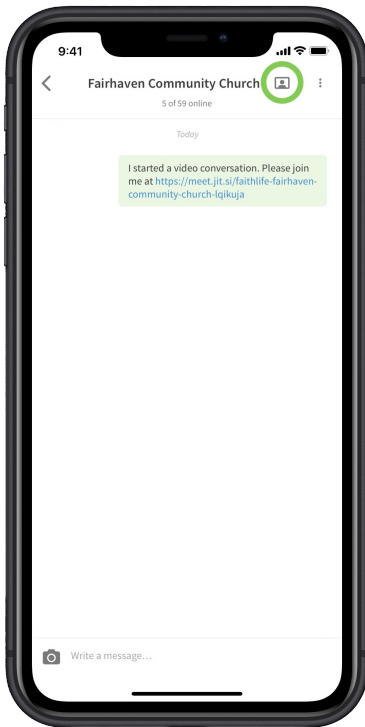 9:41
Fairhaven Community Church
5 of 59 online
Today
I started a video conversation. Please join
me at https://meet.jit.si/faithlife-fairhaven-
community-church-lqikuja
Write a message...